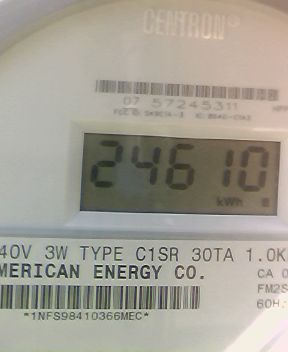 CENTRON®
07 57245311
24610
kWh
40V 3W TYPE C1SR 30TA 1.0K
MERICAN ENERGY CO.
CA 0
FM2S
60H
*1NFS98410366MEC*